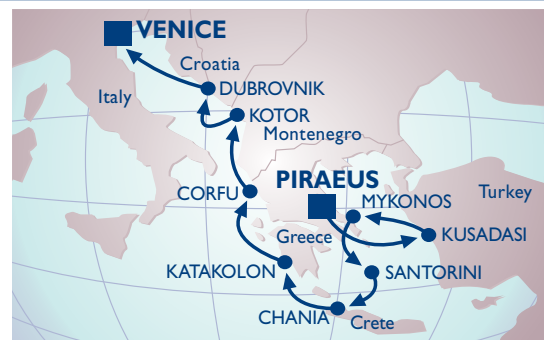 VENICE
Croatia
DUBROVNIK
Italy
KOTOR
Montenegro
PIRAEUS
CORFU
MYKONOS
Turkey
Greece
KUSADASI
KATAKOLON
SANTORINI
CHANIA
Crete